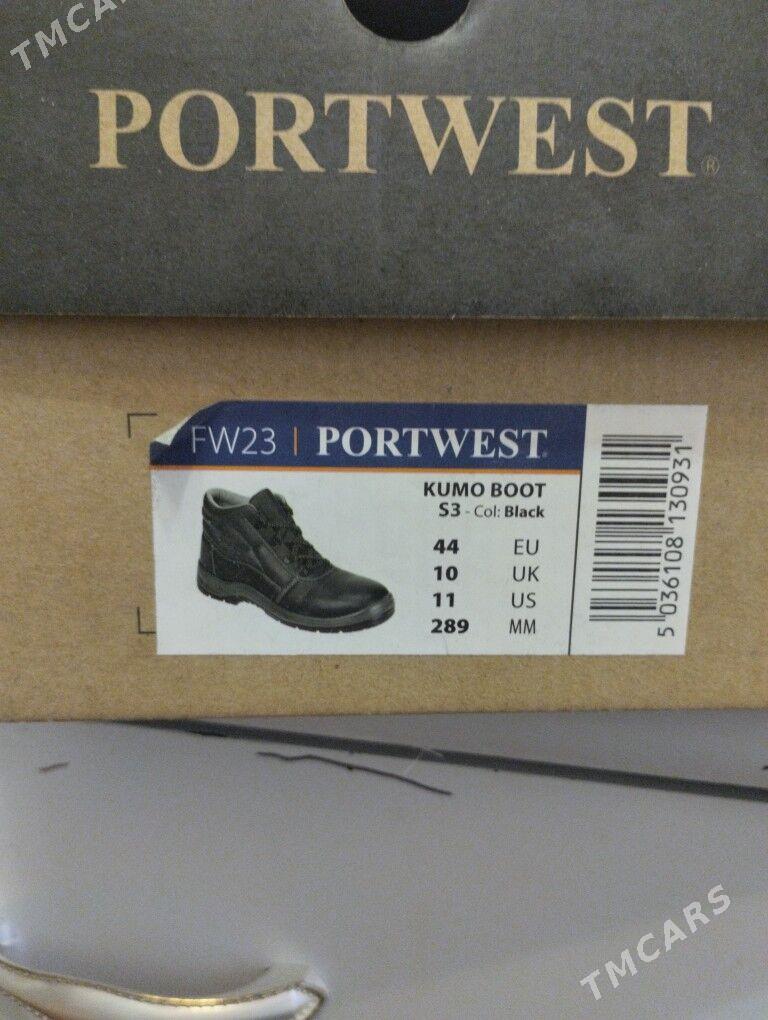 TMCARS
PORTWEST®
FW23 | PORTWEST
KUMO BOOT
S3 - Col: Black
44 EU
10 UK
11 US
289 MM
5 036108 130931
TMCARS